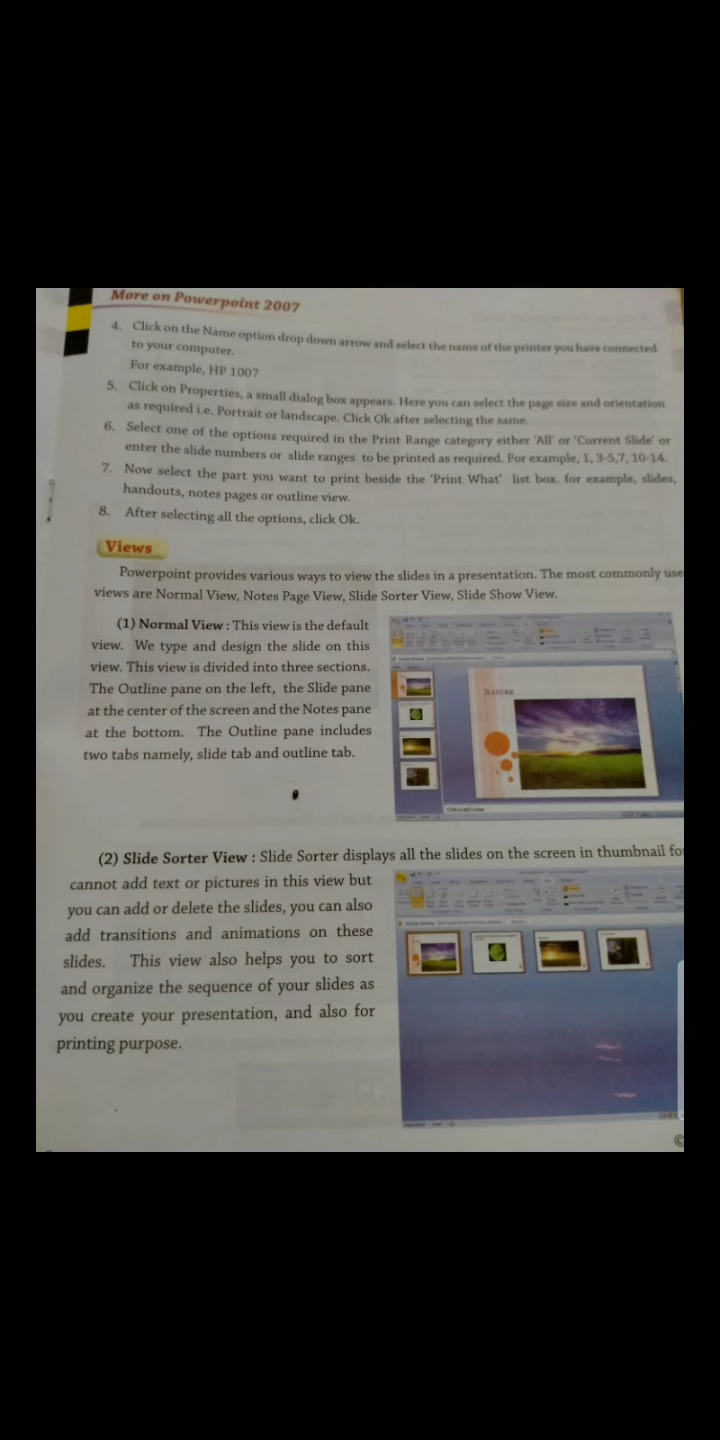 More on Powerpoint 2007
4. Click on the Name option drop down arrow and select the name of the printer you have connected
to your computer.
For example, HP 1007
5. Click on Properties, a small dialog box appears. Here you can select the page size and orientation
as required i.e. Portrait or landscape. Click Ok after selecting the same.
6. Select one of the options required in the Print Range category either 'All' or 'Current Slide' or
enter the slide numbers or slide ranges to be printed as required. For example, 1, 3-5,7, 10-14.
7. Now select the part you want to print beside the 'Print What' list box. for example, slides,
handouts, notes pages or outline view.
8. After selecting all the options, click Ok.
Views
Powerpoint provides various ways to view the slides in a presentation. The most commonly use
views are Normal View, Notes Page View, Slide Sorter View, Slide Show View.
(1) Normal View : This view is the default
view. We type and design the slide on this
view. This view is divided into three sections.
The Outline pane on the left, the Slide pane
at the center of the screen and the Notes pane
at the bottom. The Outline pane includes
two tabs namely, slide tab and outline tab.
NATURE
Click to add notes
(2) Slide Sorter View : Slide Sorter displays all the slides on the screen in thumbnail fo
cannot add text or pictures in this view but
you can add or delete the slides, you can also
add transitions and animations on these
slides. This view also helps you to sort
and organize the sequence of your slides as
you create your presentation, and also for
printing purpose.
©